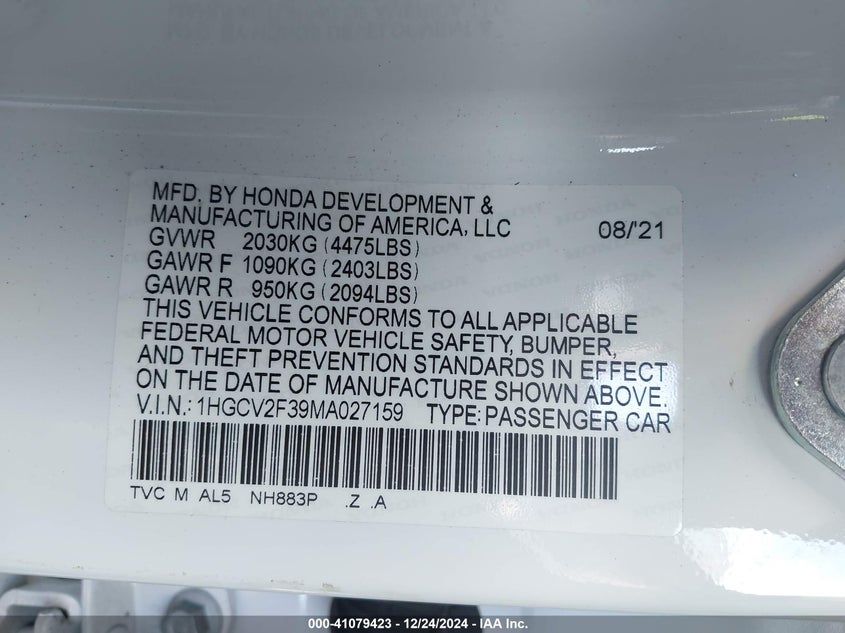 MFD. BY HONDA DEVELOPMENT &
MANUFACTURING OF AMERICA, LLC 08/'21
GVWR 2030KG (4475LBS)
GAWR F 1090KG (2403LBS)
GAWR R 950KG (2094LBS)
THIS VEHICLE CONFORMS TO ALL APPLICABLE
FEDERAL MOTOR VEHICLE SAFETY, BUMPER,
AND THEFT PREVENTION STANDARDS IN EFFECT
ON THE DATE OF MANUFACTURE SHOWN ABOVE.
V.I.N.: 1HGCV2F39MA027159 TYPE: PASSENGER CAR
TVC M AL5 NH883P .Z .A
000-41079423 - 12/24/2024 - IAA Inc.